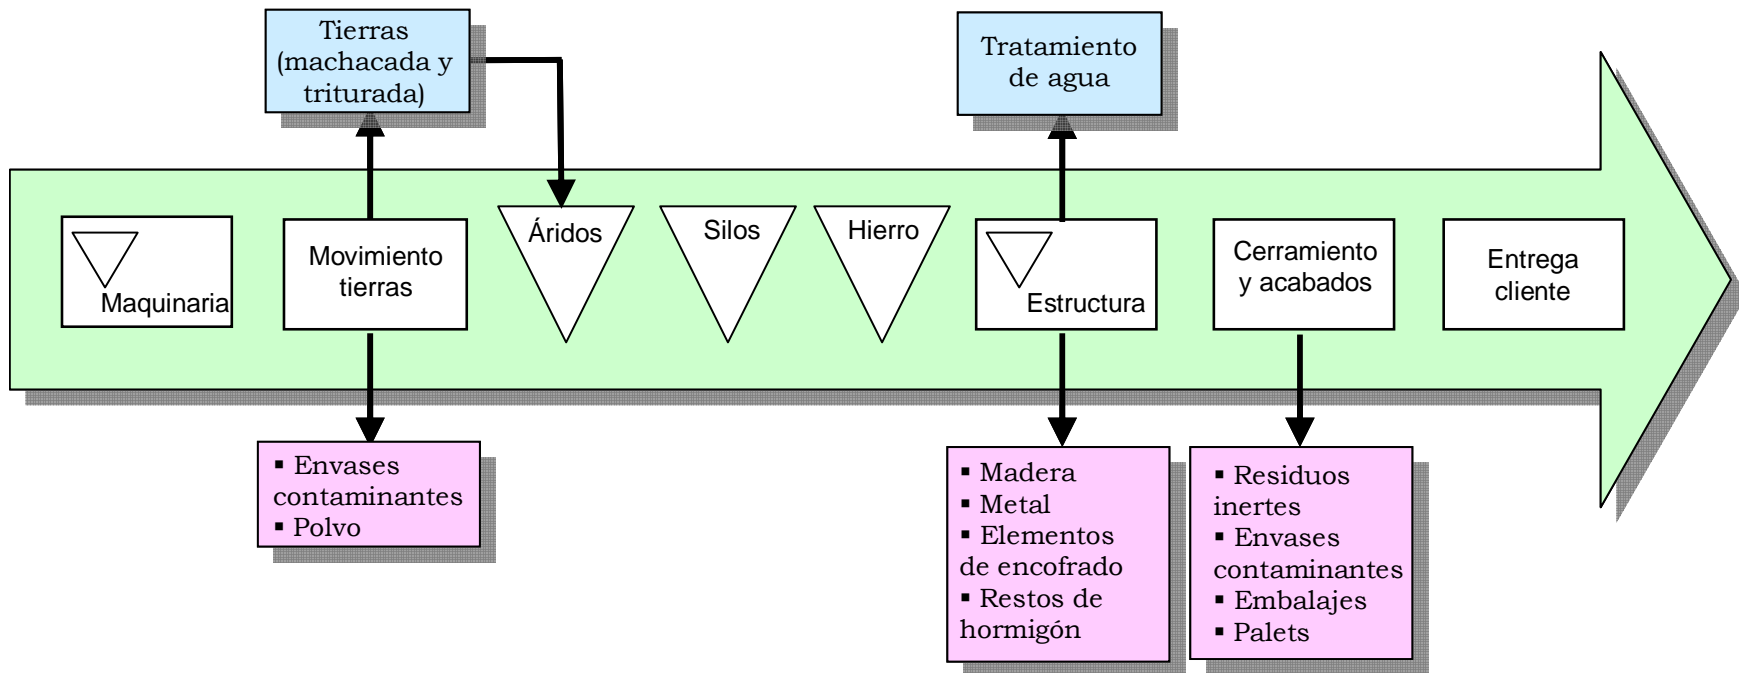 Tierras
(machacada y
triturada)
Tratamiento
de agua
Maquinaria
Movimiento
tierras
Áridos
Silos
Hierro
Estructura
Cerramiento
y acabados
Entrega
cliente
▪ Envases
contaminantes
▪ Polvo
▪ Madera
▪ Metal
▪ Elementos
de encofrado
▪ Restos de
hormigón
▪ Residuos
inertes
▪ Envases
contaminantes
▪ Embalajes
▪ Palets